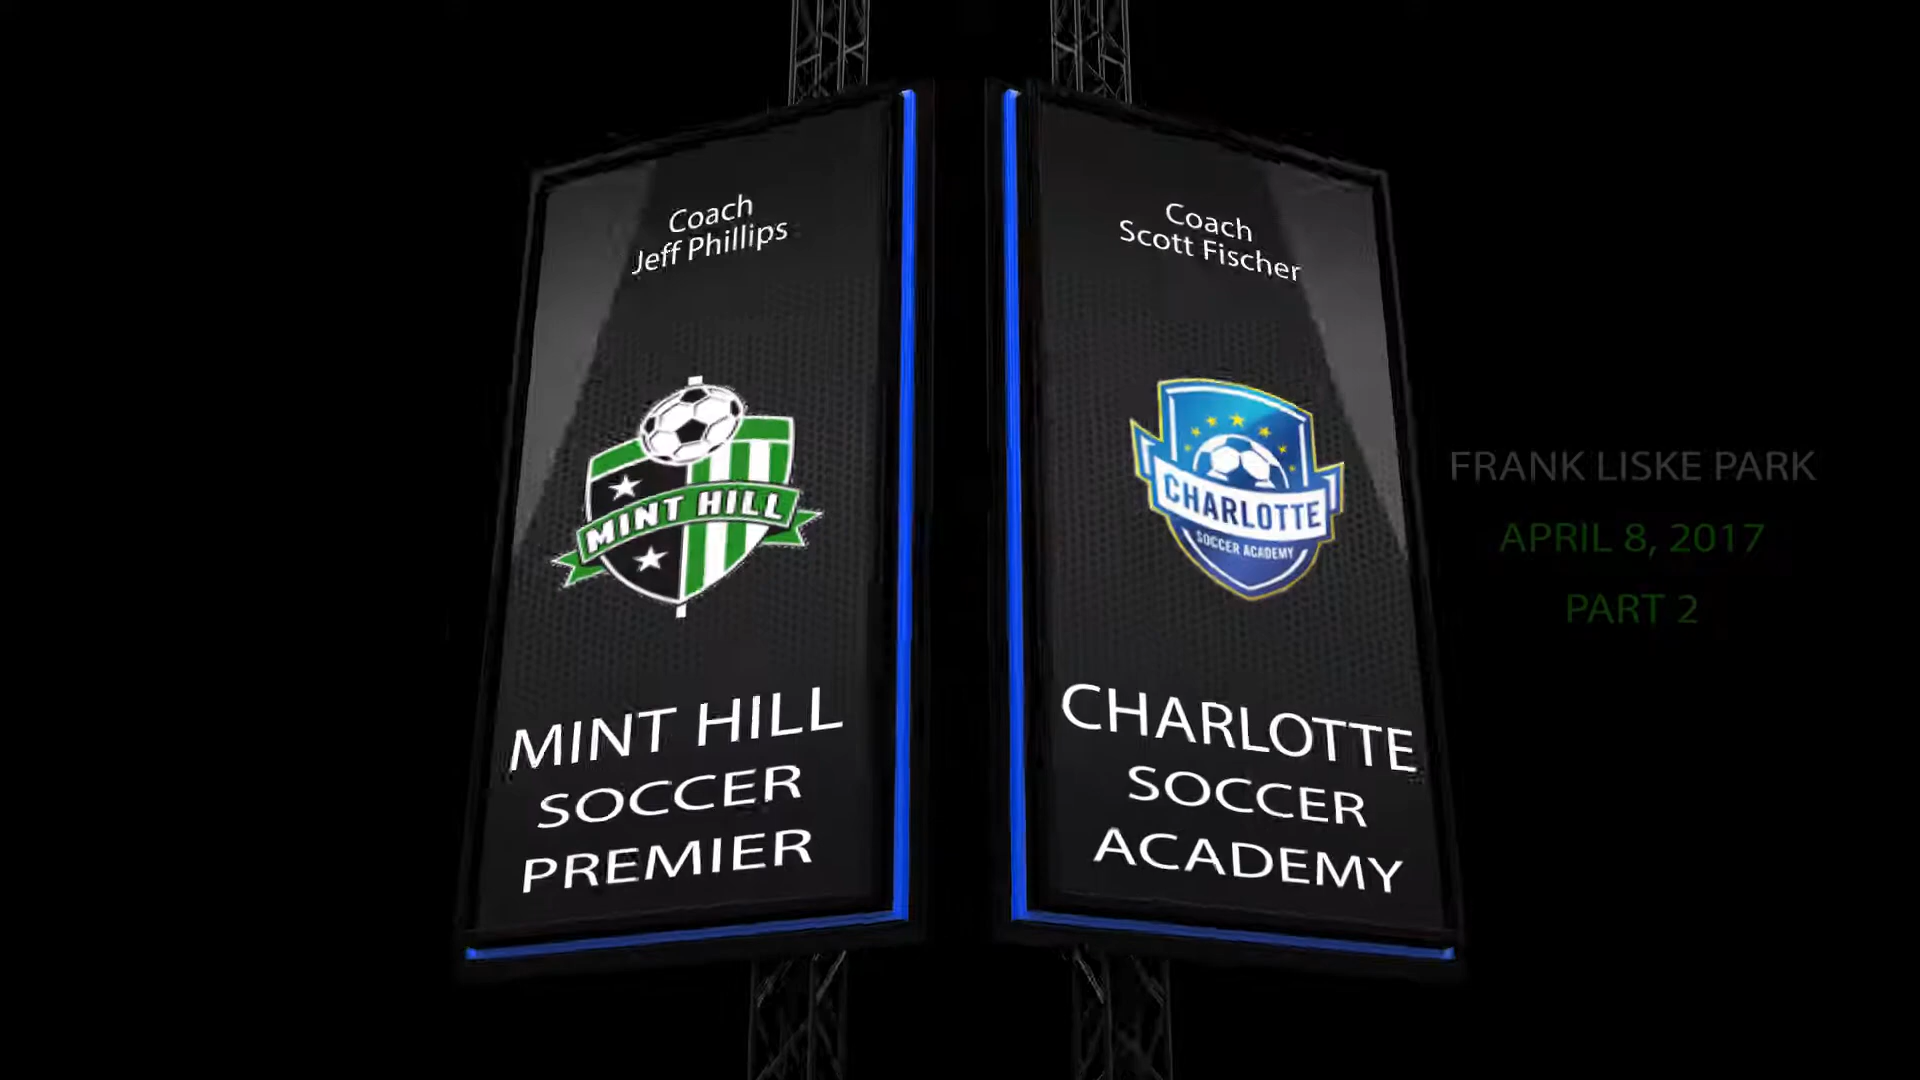 Coach
Jeff Phillips
MINT HILL
MINT HILL
SOCCER
PREMIER
Coach
Scott Fischer
CHARLOTTE
SOCCER ACADEMY
CHARLOTTE
SOCCER
ACADEMY
FRANK LISKE PARK
APRIL 8, 2017
PART 2